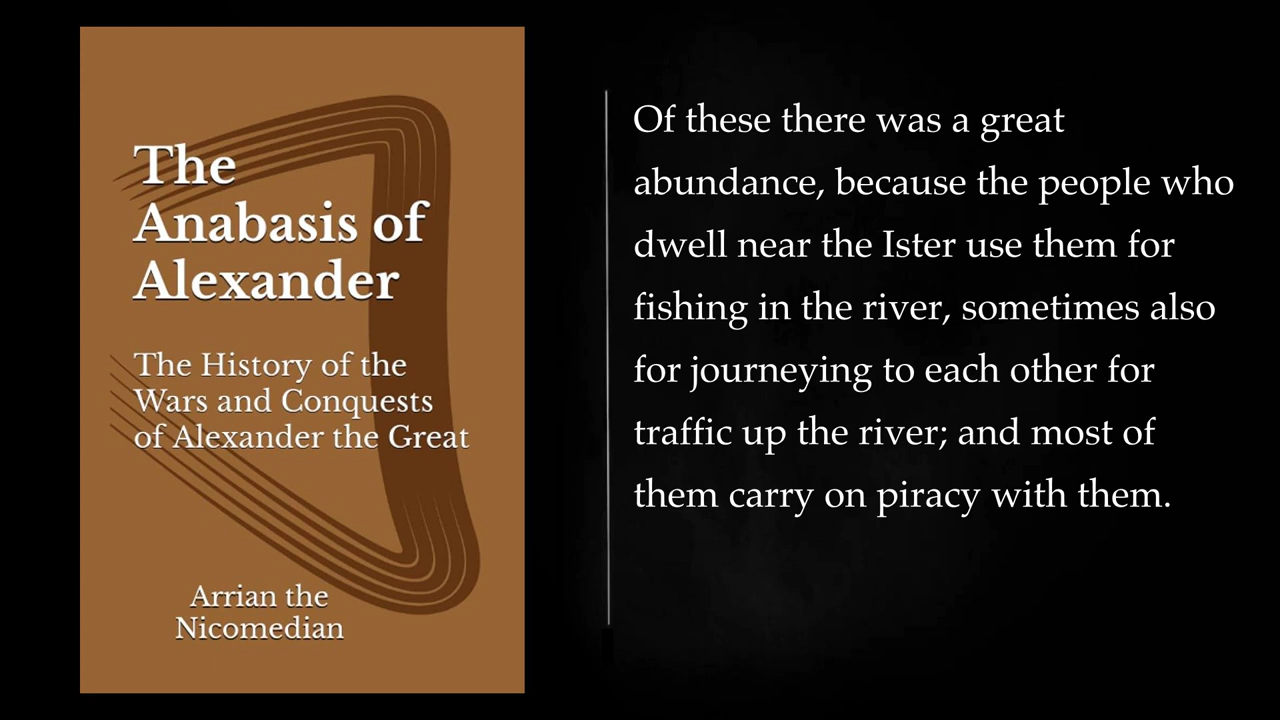 The
Anabasis of
Alexander
The History of the
Wars and Conquests
of Alexander the Great
Arrian the
Nicomedian
Of these there was a great
abundance, because the people who
dwell near the Ister use them for
fishing in the river, sometimes also
for journeying to each other for
traffic up the river; and most of
them carry on piracy with them.